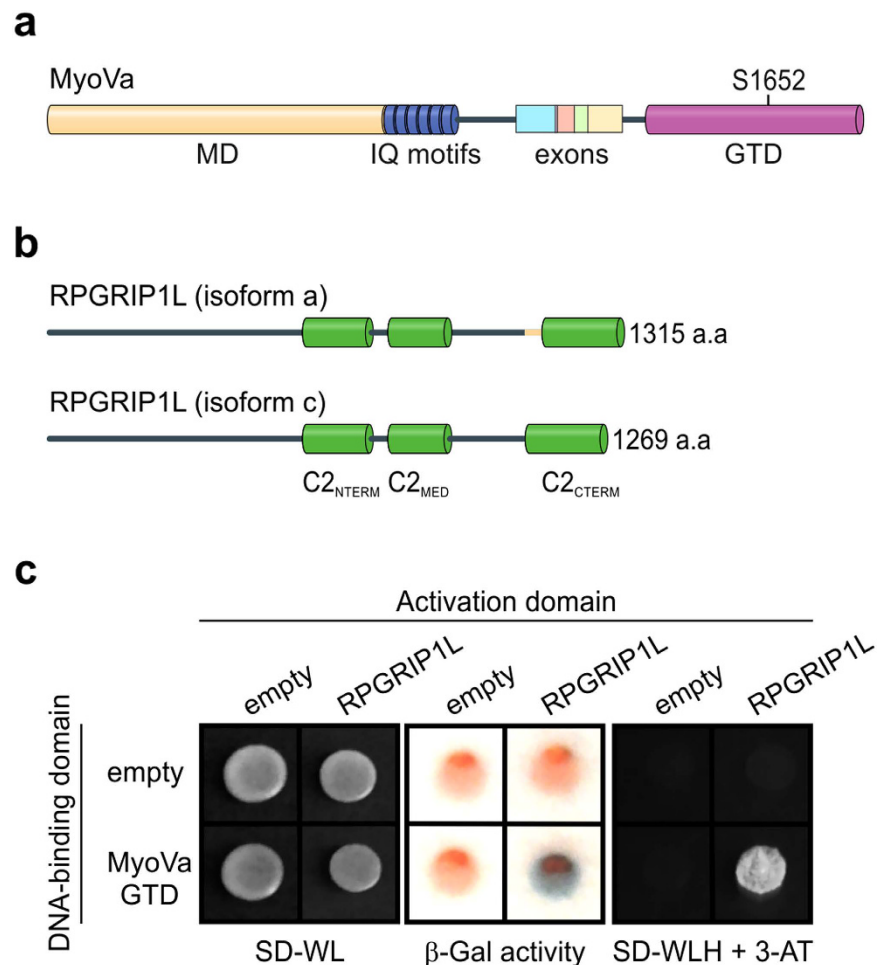 a
MyoVa
S1652
MD
IQ motifs
exons
GTD
b
RPGRIP1L (isoform a)
1315 a.a
RPGRIP1L (isoform c)
1269 a.a
C2NTERM
C2MED
C2CTERM
c
Activation domain
empty
RPGRIP1L
empty
RPGRIP1L
empty
RPGRIP1L
DNA-binding domain
empty
MyoVa
GTD
SD-WL
β-Gal activity
SD-WLH + 3-AT